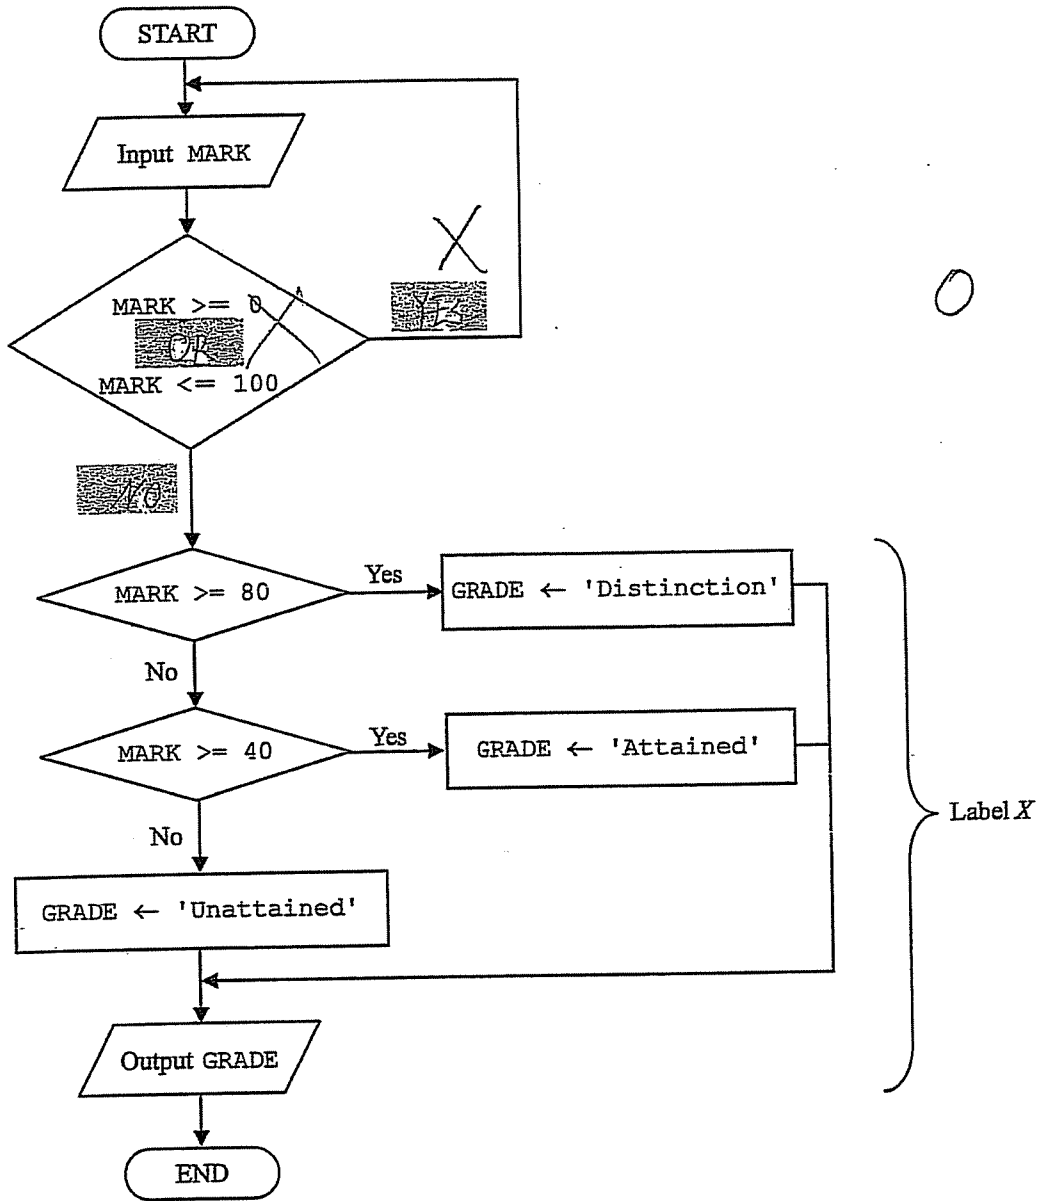 START
Input MARK
X
MARK >= 0
OR
MARK <= 100
YES
NO
MARK >= 80
Yes
GRADE ← 'Distinction'
No
MARK >= 40
Yes
GRADE ← 'Attained'
Label X
No
GRADE ← 'Unattained'
Output GRADE
END